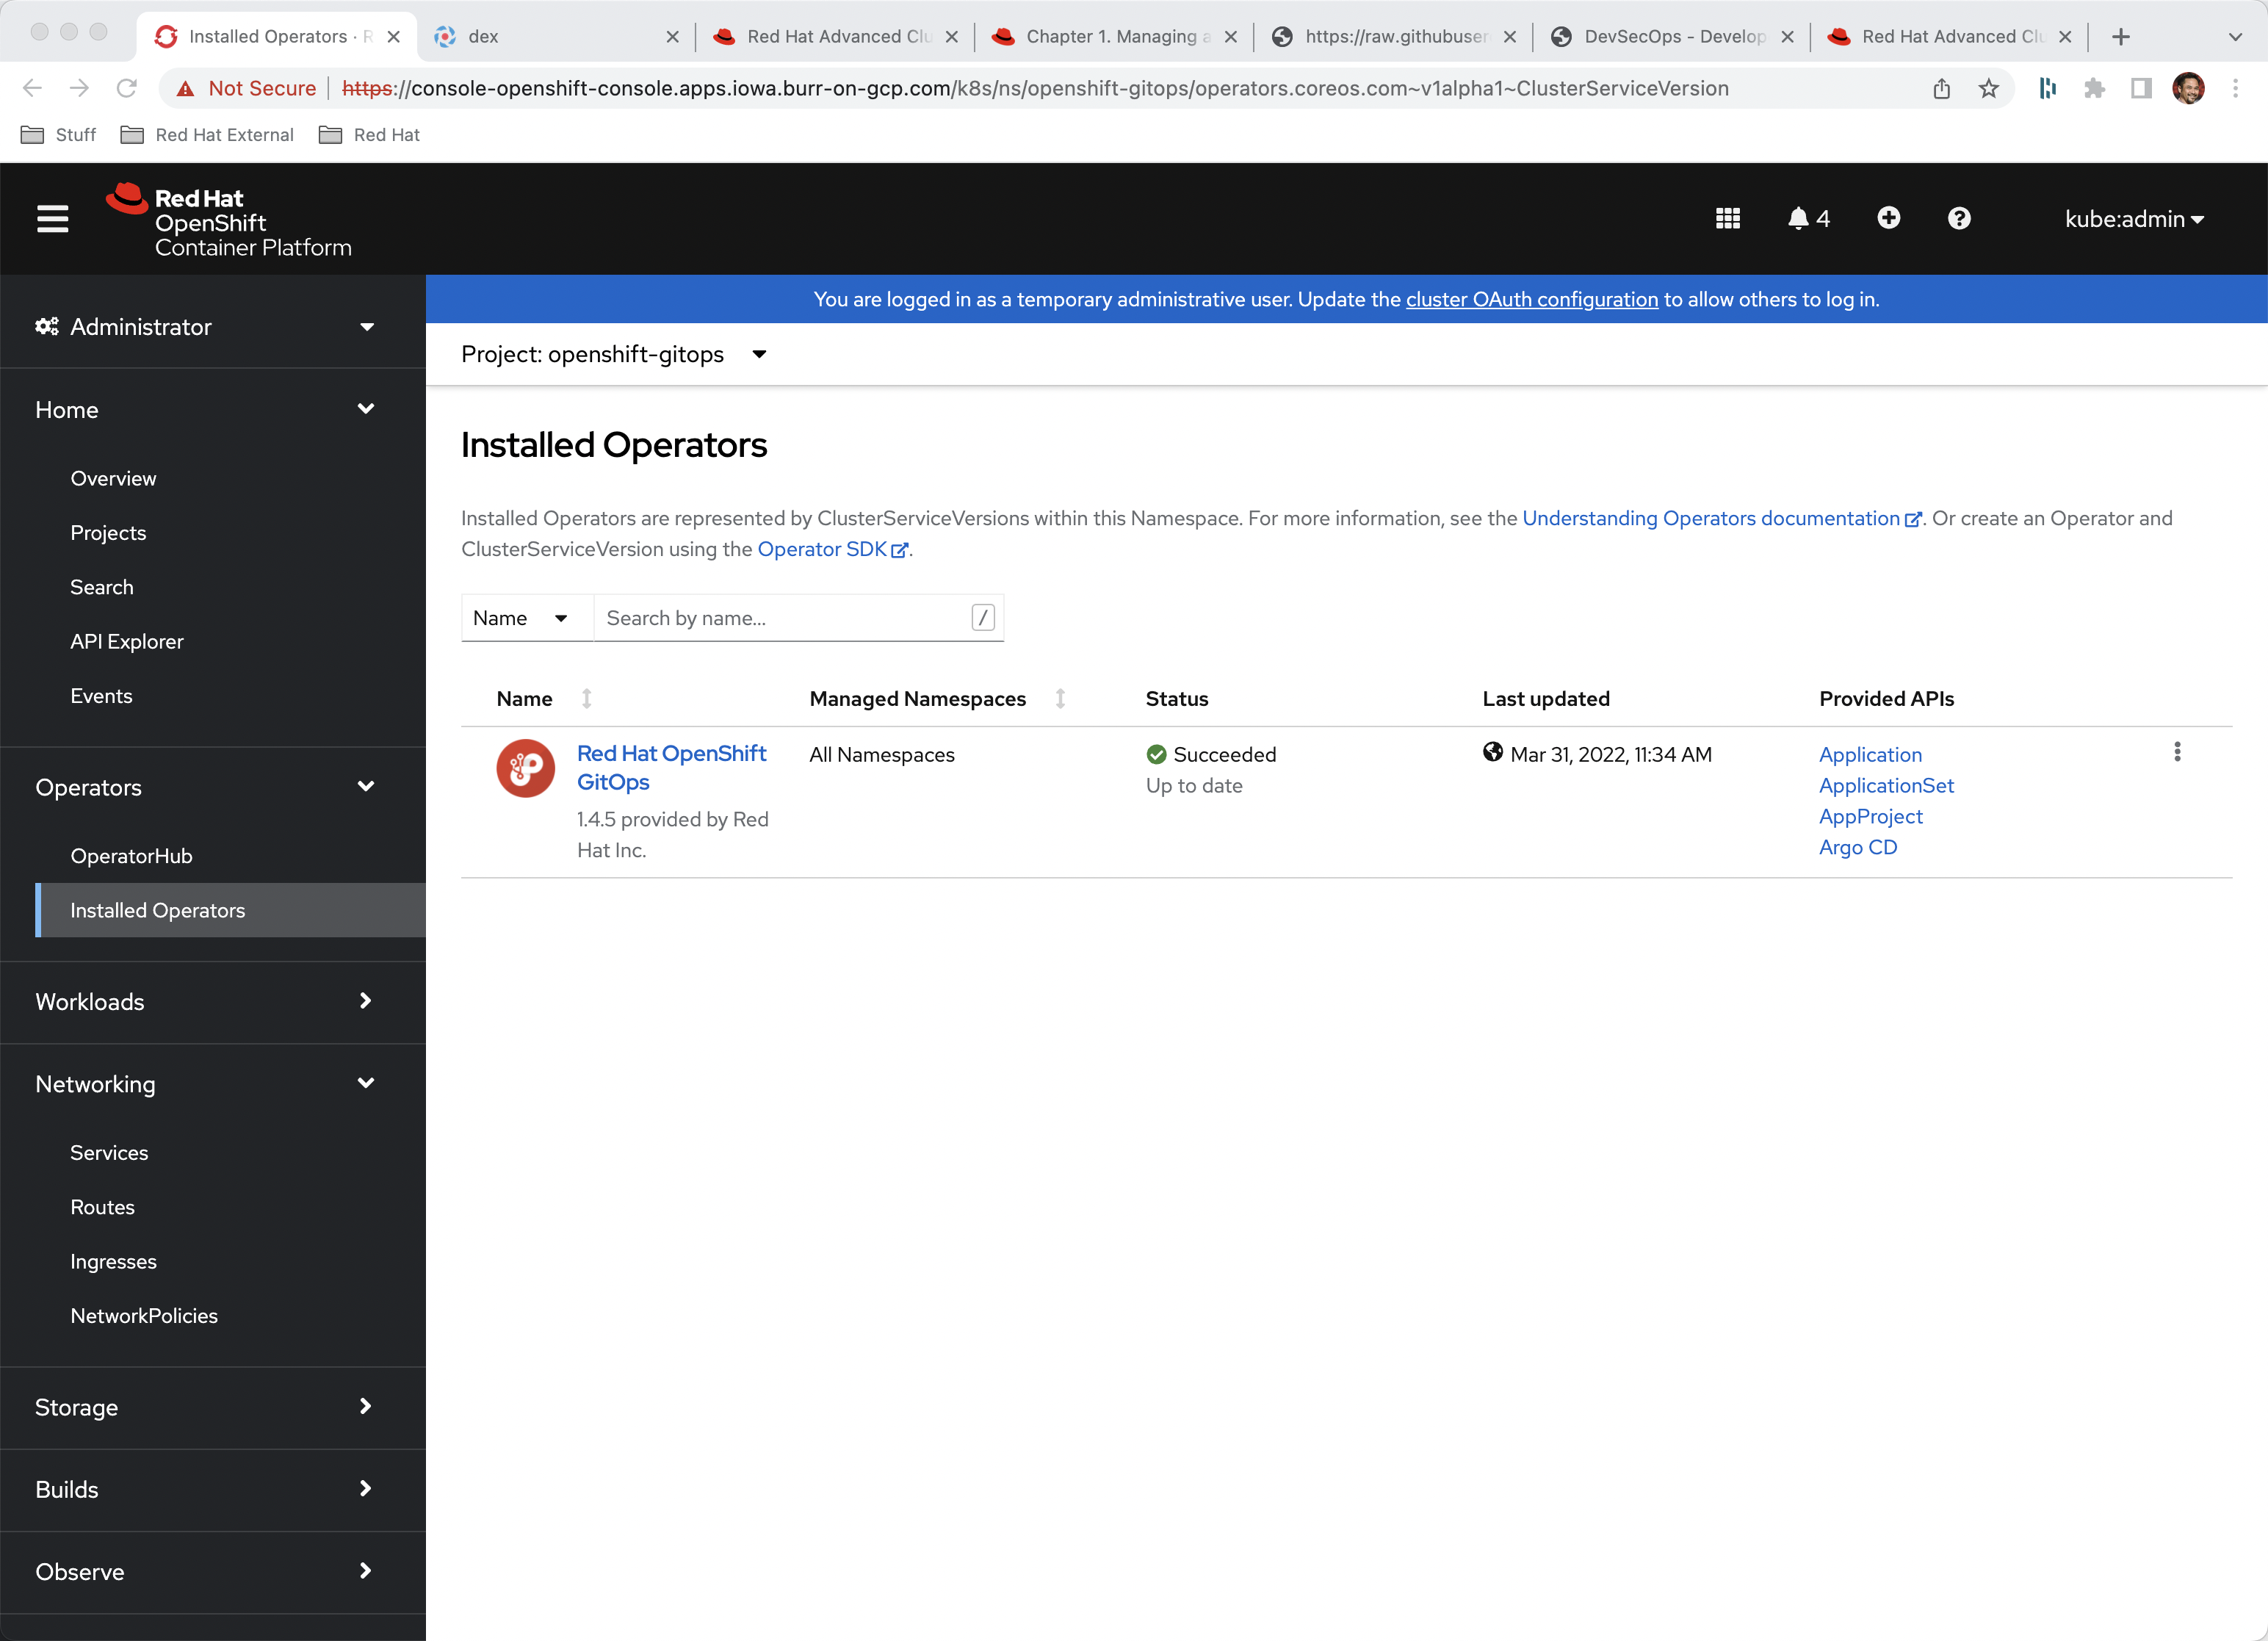 Installed Operators · R
dex
Red Hat Advanced Clu
Chapter 1. Managing a
https://raw.githubuser
DevSecOps - Develop
Red Hat Advanced Clu
Not Secure
https://console-openshift-console.apps.iowa.burr-on-gcp.com/k8s/ns/openshift-gitops/operators.coreos.com~v1alpha1~ClusterServiceVersion
Stuff
Red Hat External
Red Hat
Red Hat
OpenShift
Container Platform
4
kube:admin
You are logged in as a temporary administrative user. Update the cluster OAuth configuration to allow others to log in.
Administrator
Home
Overview
Projects
Search
API Explorer
Events
Operators
OperatorHub
Installed Operators
Workloads
Networking
Services
Routes
Ingresses
NetworkPolicies
Storage
Builds
Observe
Project: openshift-gitops
Installed Operators
Installed Operators are represented by ClusterServiceVersions within this Namespace. For more information, see the Understanding Operators documentation. Or create an Operator and
ClusterServiceVersion using the Operator SDK.
Name
Search by name...
/
Name
Managed Namespaces
Status
Last updated
Provided APIs
Red Hat OpenShift
GitOps
1.4.5 provided by Red
Hat Inc.
All Namespaces
Succeeded
Up to date
Mar 31, 2022, 11:34 AM
Application
ApplicationSet
AppProject
Argo CD